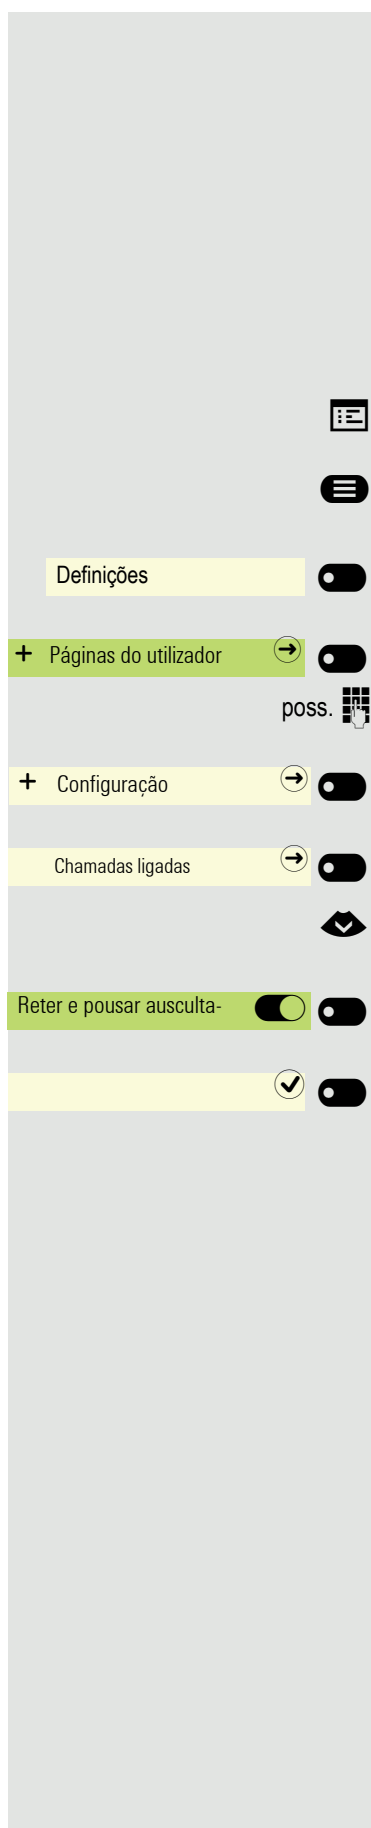 Definições
+ Páginas do utilizador
poss.
+ Configuração
Chamadas ligadas
Reter e pousar ausculta-